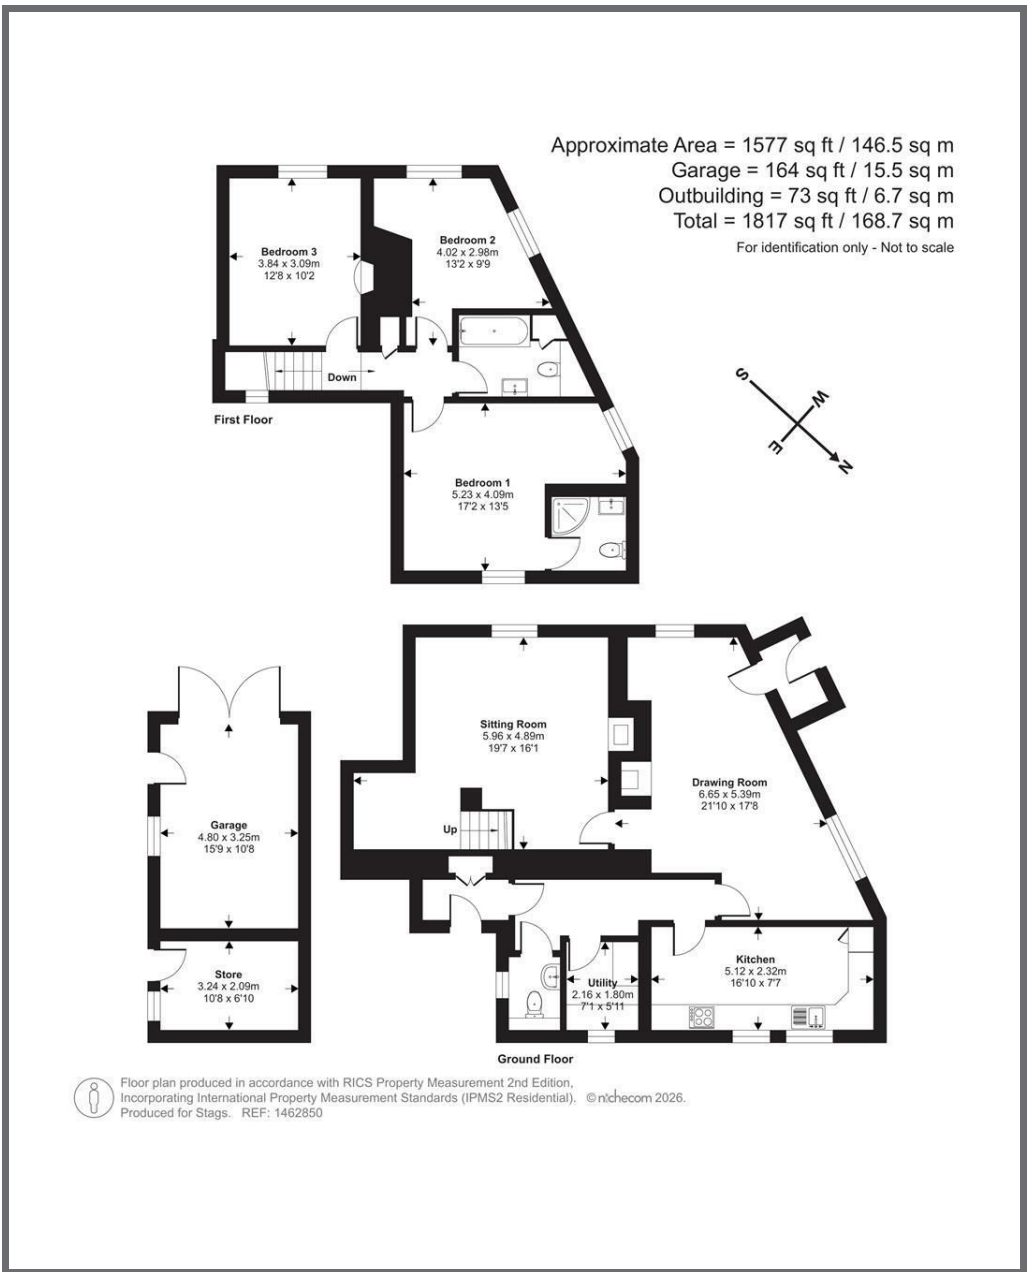 Approximate Area = 1577 sq ft / 146.5 sq m
Garage = 164 sq ft / 15.5 sq m
Outbuilding = 73 sq ft / 6.7 sq m
Total = 1817 sq ft / 168.7 sq m
For identification only - Not to scale
Bedroom 3
3.84 x 3.09m
12'8 x 10'2
Bedroom 2
4.02 x 2.98m
13'2 x 9'9
Down
First Floor
S
W
E
N
Bedroom 1
5.23 x 4.09m
17'2 x 13'5
Sitting Room
5.96 x 4.89m
19'7 x 16'1
Up
Drawing Room
6.65 x 5.39m
21'10 x 17'8
Garage
4.80 x 3.25m
15'9 x 10'8
Store
3.24 x 2.09m
10'8 x 6'10
Utility
2.16 x 1.80m
7'1 x 5'11
Kitchen
5.12 x 2.32m
16'10 x 7'7
Ground Floor
Floor plan produced in accordance with RICS Property Measurement 2nd Edition,
Incorporating International Property Measurement Standards (IPMS2 Residential). © nichecom 2026.
Produced for Stags. REF: 1462850